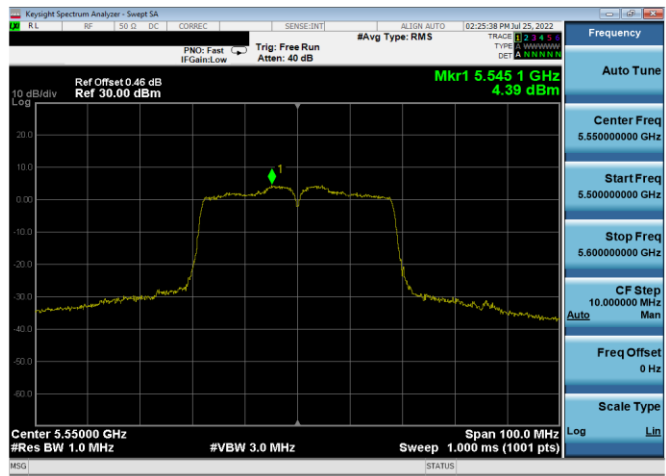 Keysight Spectrum Analyzer - Swept SA
RL RF 50 Ω DC CORREC SENSE:INT ALIGN AUTO 02:25:38 PM Jul 25, 2022
#Avg Type: RMS
TRACE 1 2 3 4 5 6
TYPE A WWWWW
DET A N N N N N
PNO: Fast
IFGain:Low
Trig: Free Run
Atten: 40 dB
Ref Offset 0.46 dB
Ref 30.00 dBm
10 dB/div
Log
Mkr1 5.545 1 GHz
4.39 dBm
20.0
10.0
0.00
-10.0
-20.0
-30.0
-40.0
-50.0
-60.0
1
Center 5.55000 GHz
#Res BW 1.0 MHz
#VBW 3.0 MHz
Span 100.0 MHz
Sweep 1.000 ms (1001 pts)
MSG
STATUS
Frequency
Auto Tune
Center Freq
5.550000000 GHz
Start Freq
5.500000000 GHz
Stop Freq
5.600000000 GHz
CF Step
10.000000 MHz
Auto Man
Freq Offset
0 Hz
Scale Type
Log Lin